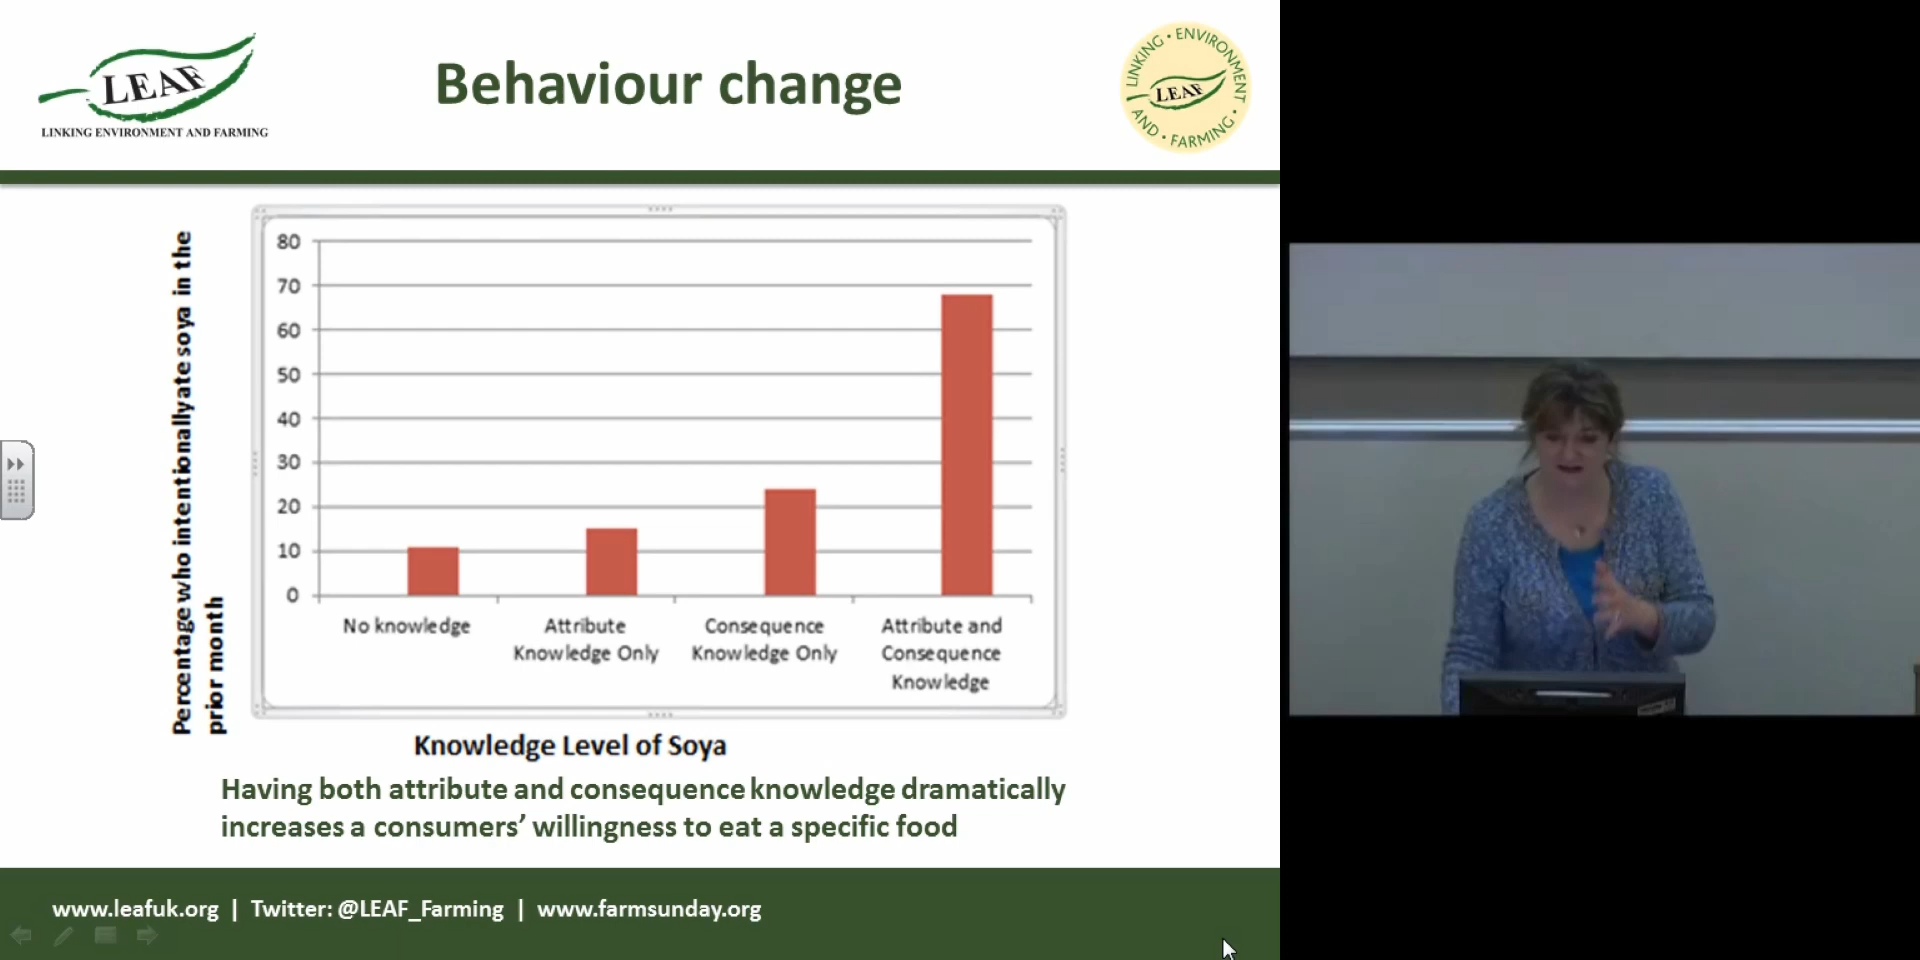 LEAF
LINKING ENVIRONMENT AND FARMING
Behaviour change
LINKING • ENVIRONMENT • AND • FARMING •
LEAF
Percentage who intentionallyate soya in the
prior month
80
70
60
50
40
30
20
10
0
No knowledge
Attribute
Knowledge Only
Consequence
Knowledge Only
Attribute and
Consequence
Knowledge
Knowledge Level of Soya
Having both attribute and consequence knowledge dramatically
increases a consumers’ willingness to eat a specific food
www.leafuk.org | Twitter: @LEAF_Farming | www.farmsunday.org